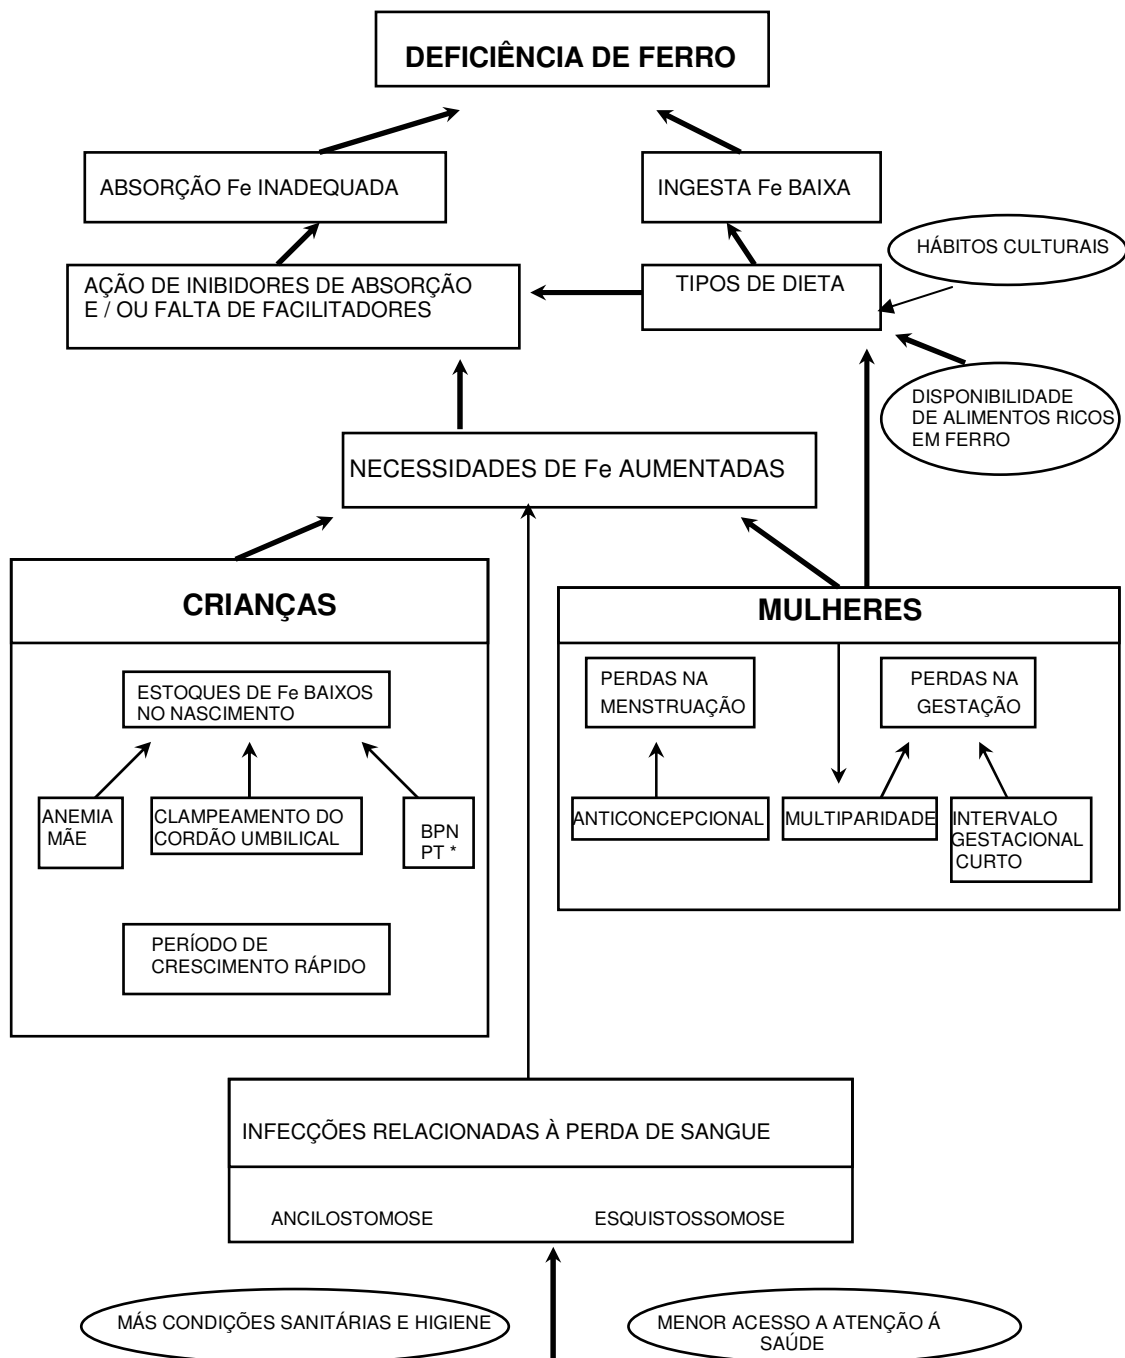 DEFICIÊNCIA DE FERRO
ABSORÇÃO Fe INADEQUADA
INGESTA Fe BAIXA
HÁBITOS CULTURAIS
AÇÃO DE INIBIDORES DE ABSORÇÃO
E / OU FALTA DE FACILITADORES
TIPOS DE DIETA
DISPONIBILIDADE
DE ALIMENTOS RICOS
EM FERRO
NECESSIDADES DE Fe AUMENTADAS
CRIANÇAS
ESTOQUES DE Fe BAIXOS
NO NASCIMENTO
ANEMIA
MÃE
CLAMPEAMENTO DO
CORDÃO UMBILICAL
BPN
PT *
PERÍODO DE
CRESCIMENTO RÁPIDO
MULHERES
PERDAS NA
MENSTRUAÇÃO
PERDAS NA
GESTAÇÃO
ANTICONCEPCIONAL
MULTIPARIDADE
INTERVALO
GESTACIONAL
CURTO
INFECÇÕES RELACIONADAS À PERDA DE SANGUE
ANCILOSTOMOSE
ESQUISTOSSOMOSE
MÁS CONDIÇÕES SANITÁRIAS E HIGIENE
MENOR ACESSO A ATENÇÃO Á
SAÚDE